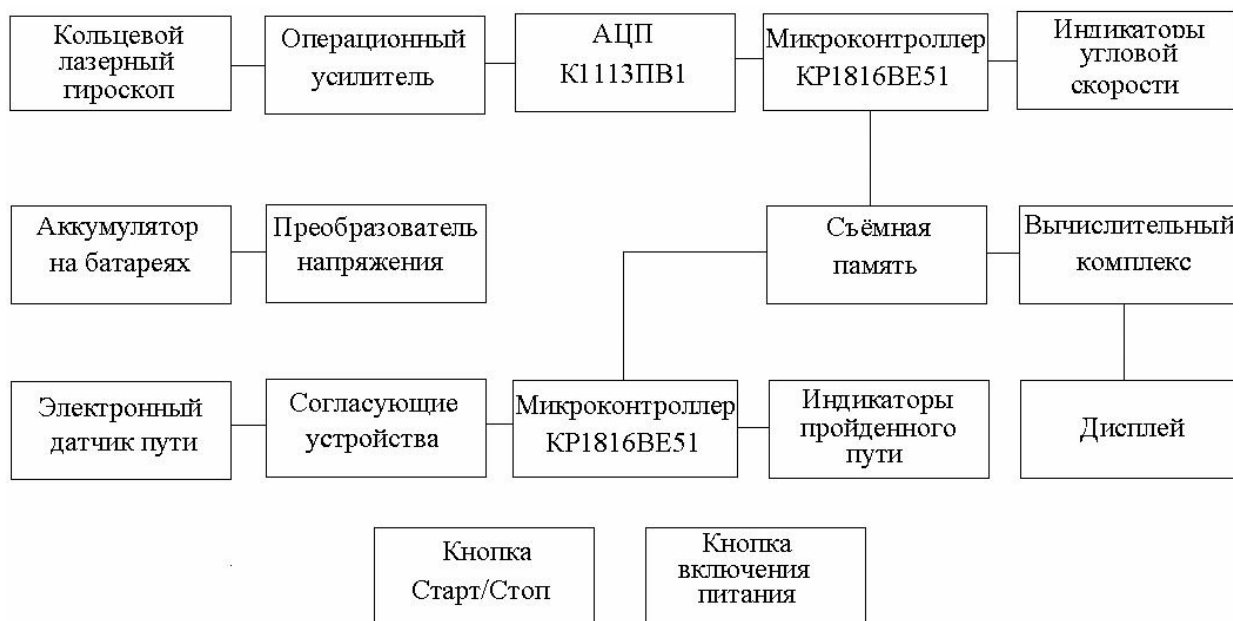 Кольцевой
лазерный
гироскоп
Операционный
усилитель
АЦП
К1113ПВ1
Микроконтроллер
КР1816ВЕ51
Индикаторы
угловой
скорости
Аккумулятор
на батареях
Преобразователь
напряжения
Съёмная
память
Вычислительный
комплекс
Электронный
датчик пути
Согласующие
устройства
Микроконтроллер
КР1816ВЕ51
Индикаторы
пройденного
пути
Дисплей
Кнопка
Старт/Стоп
Кнопка
включения
питания